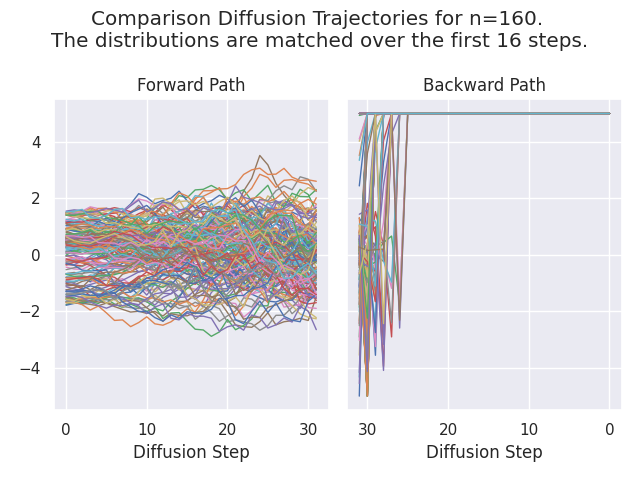 Comparison Diffusion Trajectories for n=160.
The distributions are matched over the first 16 steps.
Forward Path
Backward Path
4
2
0
−2
−4
0 10 20 30
30 20 10 0
Diffusion Step
Diffusion Step